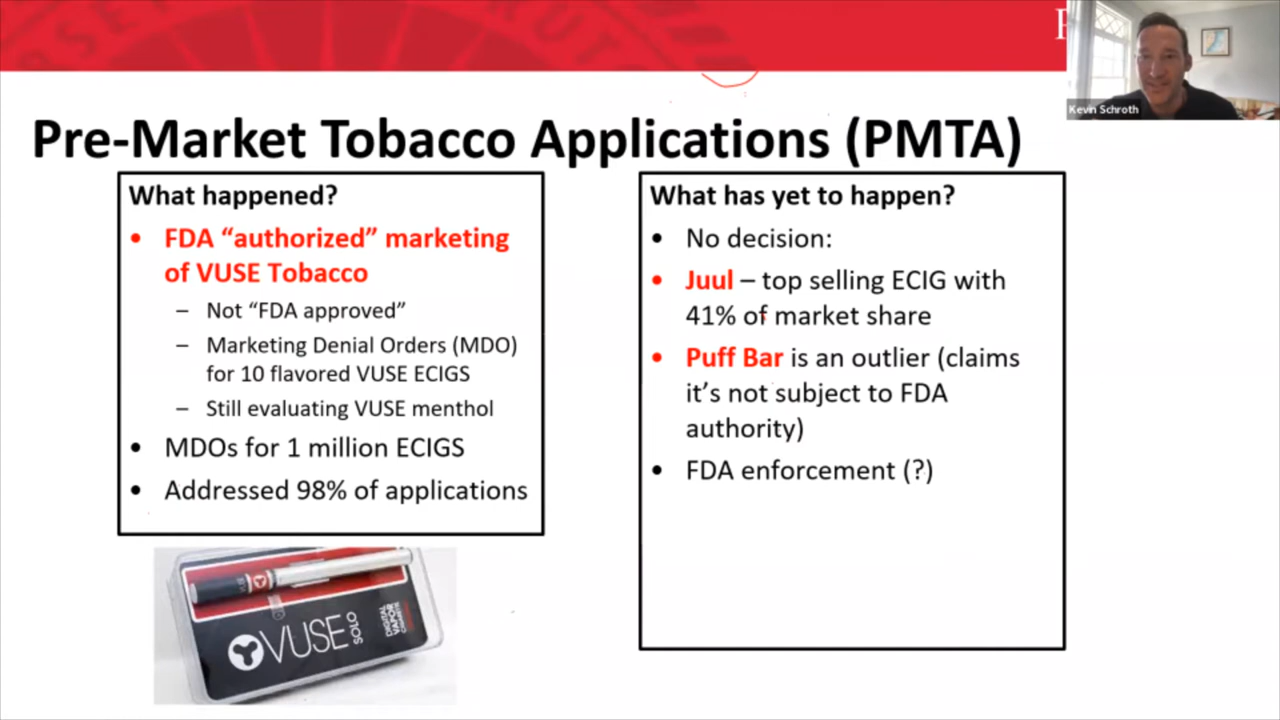 R
Kevin Schroth
Pre-Market Tobacco Applications (PMTA)
What happened?
• FDA “authorized” marketing
of VUSE Tobacco
– Not “FDA approved”
– Marketing Denial Orders (MDO)
for 10 flavored VUSE ECIGS
– Still evaluating VUSE menthol
• MDOs for 1 million ECIGS
• Addressed 98% of applications
What has yet to happen?
• No decision:
• Juul – top selling ECIG with
41% of market share
• Puff Bar is an outlier (claims
it’s not subject to FDA
authority)
• FDA enforcement (?)
VUSE SOLO
DIGITAL
VAPOR
CIGARETTE